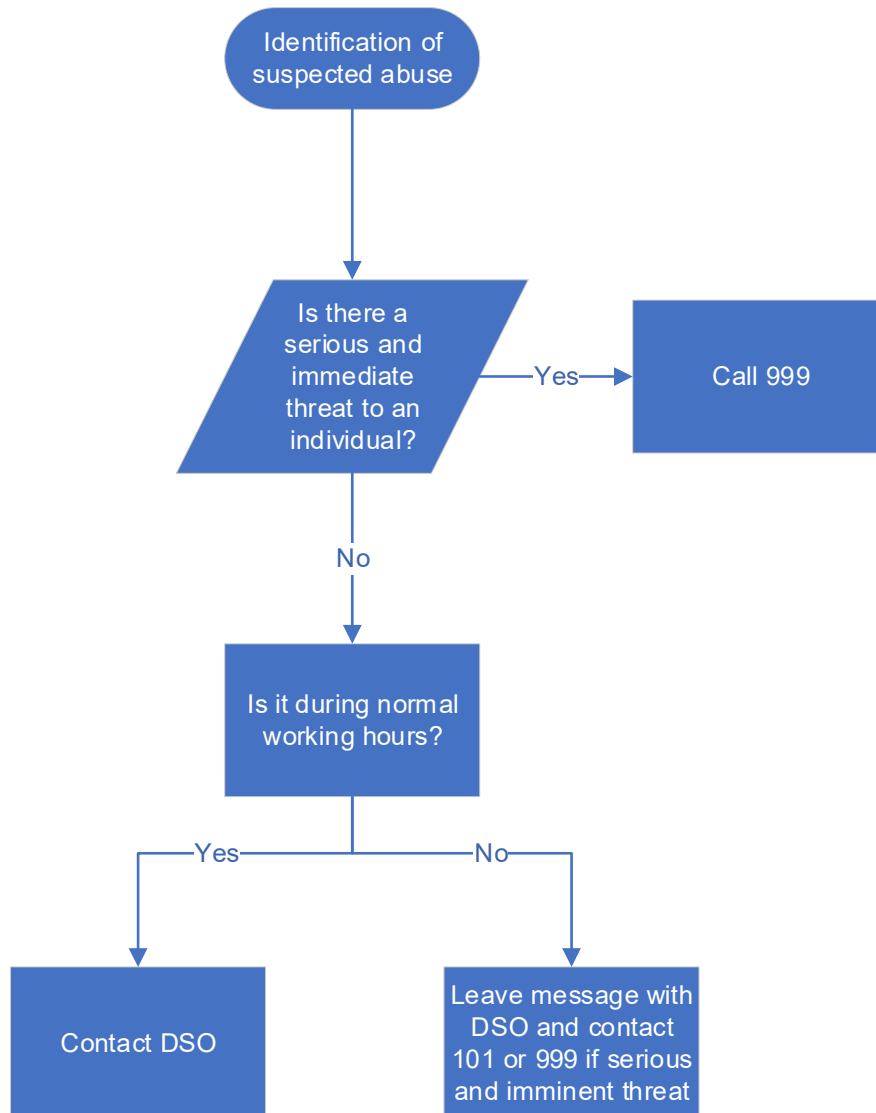 Identification of
suspected abuse
Is there a
serious and
immediate
threat to an
individual?
Yes
Call 999
No
Is it during normal
working hours?
Yes
No
Contact DSO
Leave message with
DSO and contact
101 or 999 if serious
and imminent threat